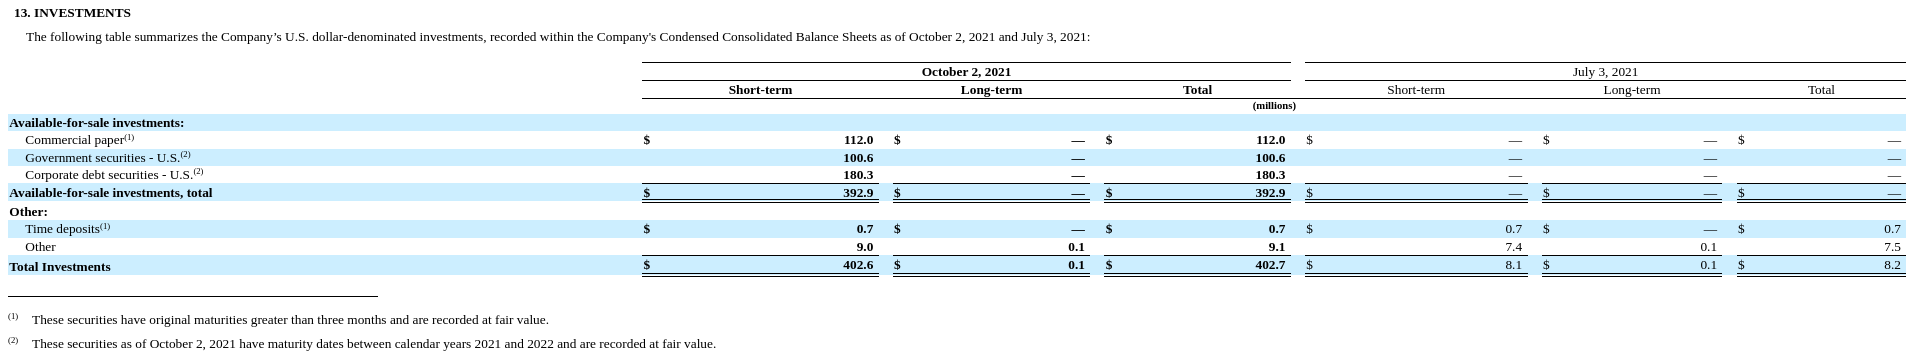 13. INVESTMENTS
The following table summarizes the Company’s U.S. dollar-denominated investments, recorded within the Company's Condensed Consolidated Balance Sheets as of October 2, 2021 and July 3, 2021:
October 2, 2021 July 3, 2021
Short-term Long-term Total Short-term Long-term Total
(millions)
Available-for-sale investments:
Commercial paper(1) $ 112.0 $ — $ 112.0 $ — $ — $ —
Government securities - U.S.(2) 100.6 — 100.6 — — —
Corporate debt securities - U.S.(2) 180.3 — 180.3 — — —
Available-for-sale investments, total $ 392.9 $ — $ 392.9 $ — $ — $ —
Other:
Time deposits(1) $ 0.7 $ — $ 0.7 $ 0.7 $ — $ 0.7
Other 9.0 0.1 9.1 7.4 0.1 7.5
Total Investments $ 402.6 $ 0.1 $ 402.7 $ 8.1 $ 0.1 $ 8.2
(1) These securities have original maturities greater than three months and are recorded at fair value.
(2) These securities as of October 2, 2021 have maturity dates between calendar years 2021 and 2022 and are recorded at fair value.